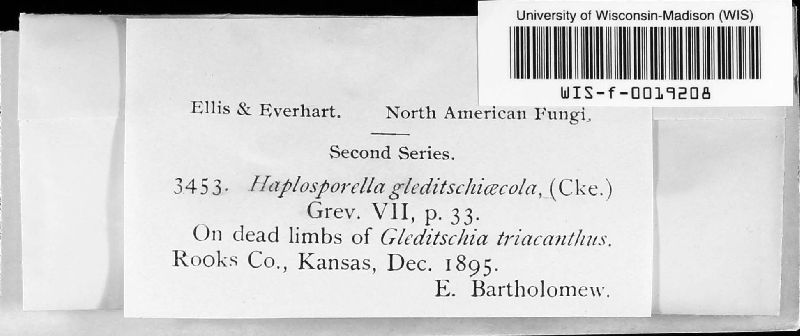 University of Wisconsin-Madison (WIS)
WIS-f-0019208
Ellis & Everhart. North American Fungi,
Second Series.
3453. Haplosporella gleditschiæcola, (Cke.)
Grev. VII, p. 33.
On dead limbs of Gleditschia triacanthus.
Rooks Co., Kansas, Dec. 1895.
E. Bartholomew.